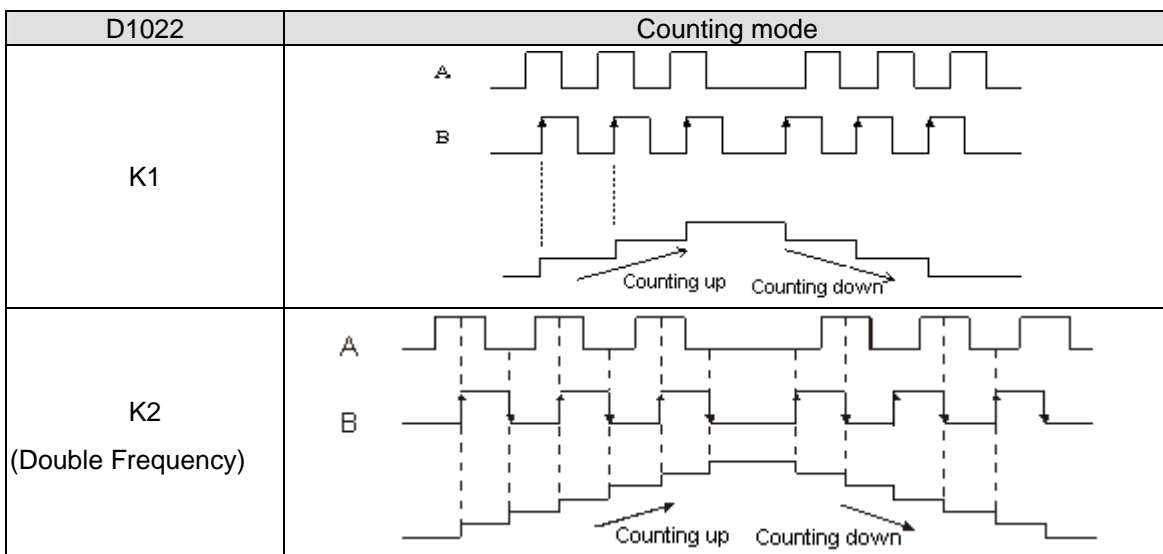 D1022
Counting mode
K1
A
B
Counting up
Counting down
K2
(Double Frequency)
A
B
Counting up
Counting down